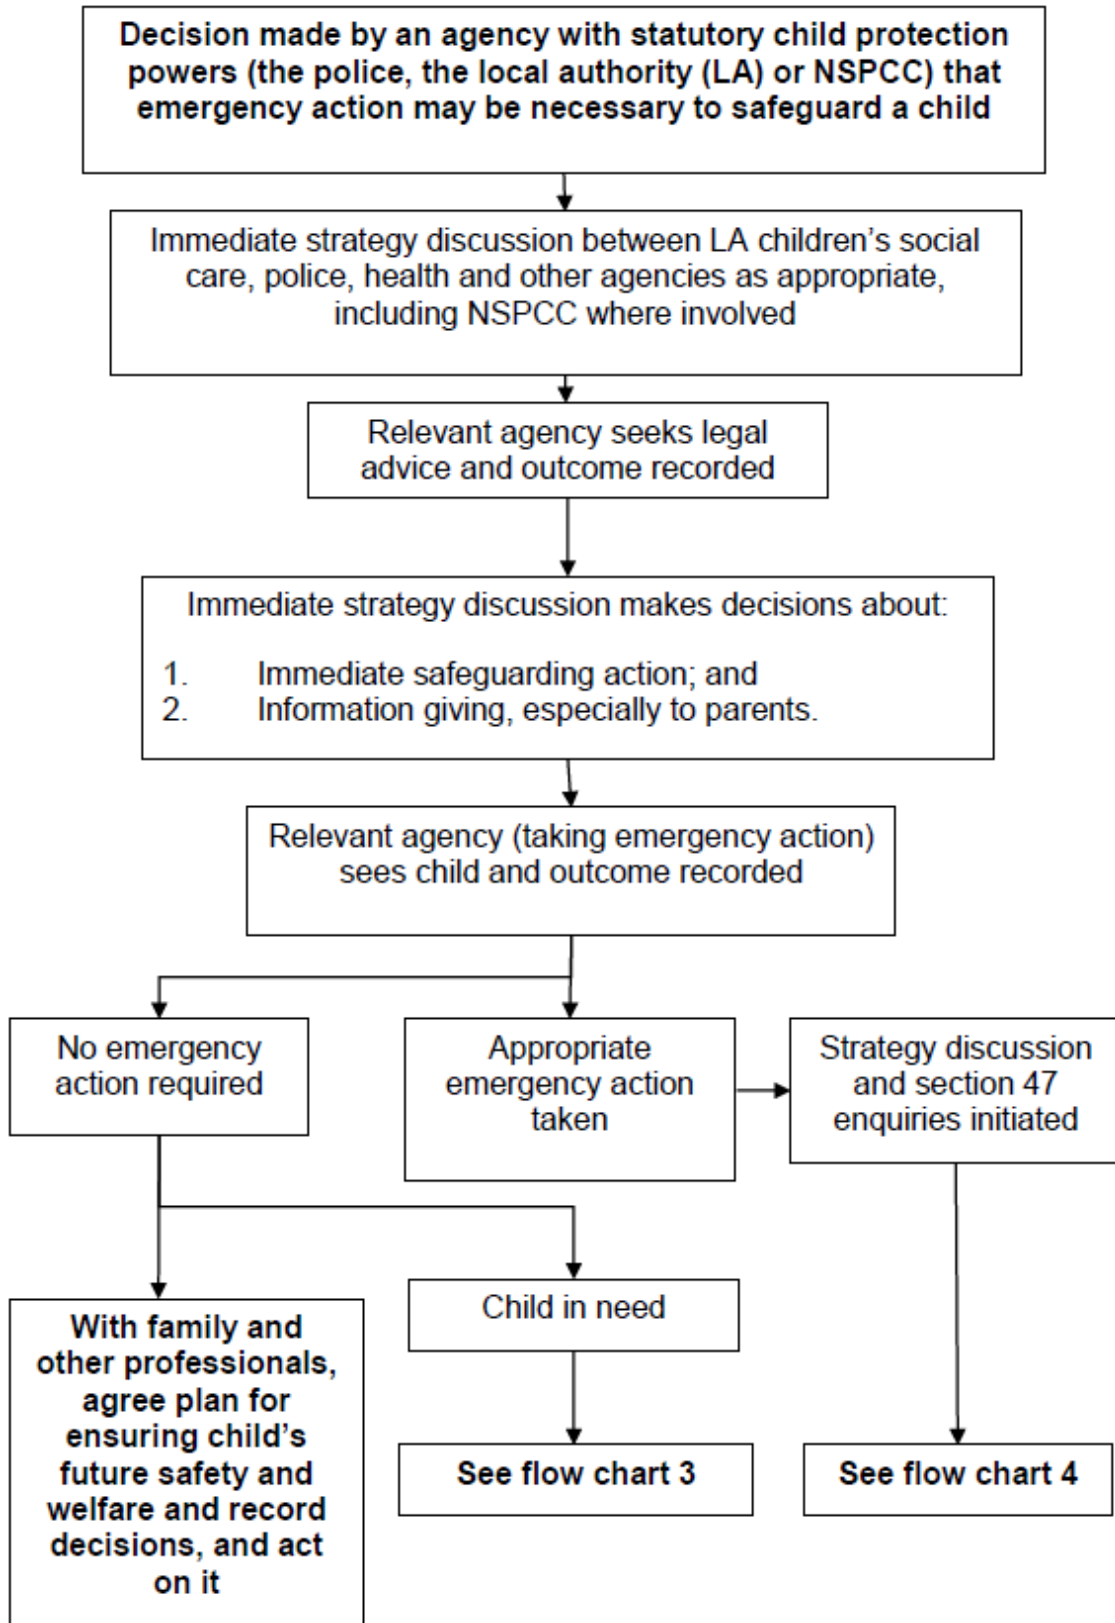 Decision made by an agency with statutory child protection
powers (the police, the local authority (LA) or NSPCC) that
emergency action may be necessary to safeguard a child
Immediate strategy discussion between LA children's social
care, police, health and other agencies as appropriate,
including NSPCC where involved
Relevant agency seeks legal
advice and outcome recorded
Immediate strategy discussion makes decisions about:
1. Immediate safeguarding action; and
2. Information giving, especially to parents.
Relevant agency (taking emergency action)
sees child and outcome recorded
No emergency
action required
Appropriate
emergency action
taken
Strategy discussion
and section 47
enquiries initiated
With family and
other professionals,
agree plan for
ensuring child's
future safety and
welfare and record
decisions, and act
on it
Child in need
See flow chart 3
See flow chart 4